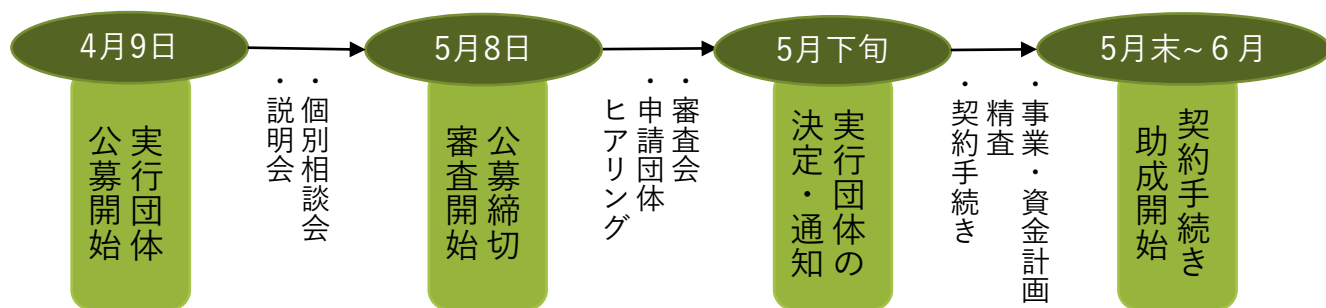 4月9日
実行団体
公募開始
・個別相談会
・説明会
5月8日
公募締切
審査開始
・審査会
・申請団体
ヒアリング
5月下旬
実行団体の
決定・通知
・事業・資金計画
精査
・契約手続き
5月末~６月
契約手続き
助成開始